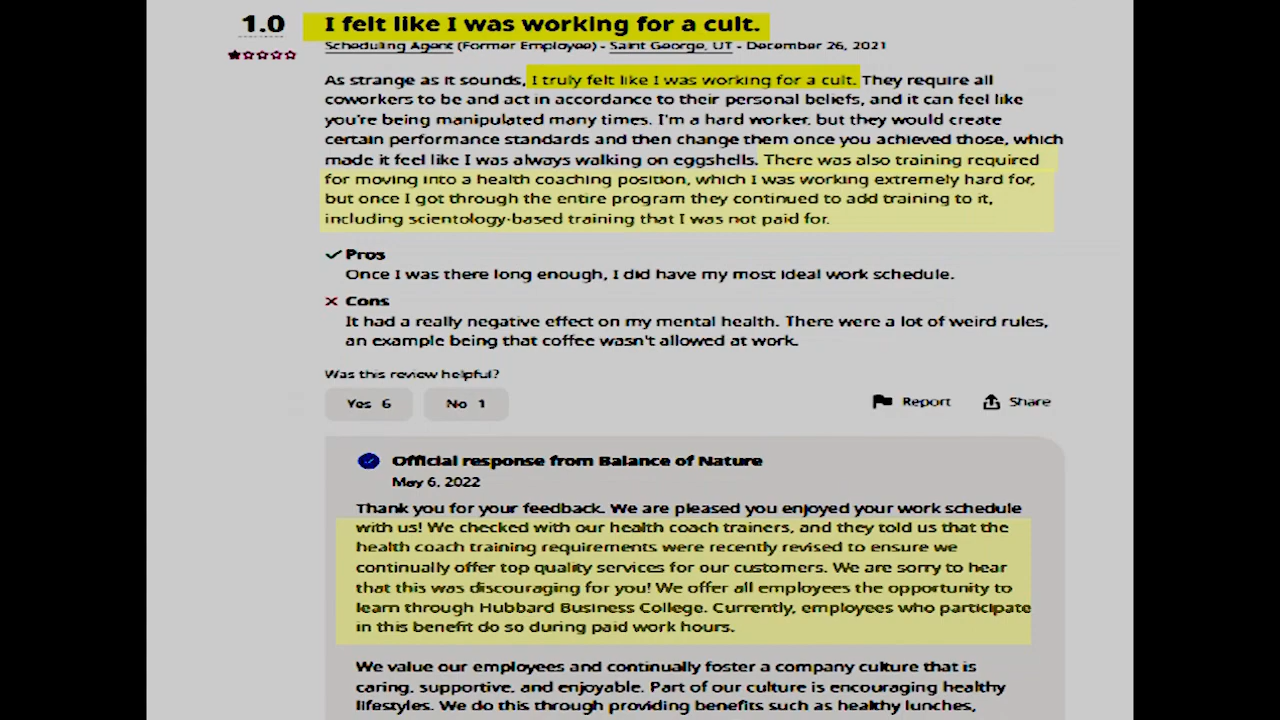 1.0 I felt like I was working for a cult.
Scheduling Agent (Former Employee) - Saint George, UT - December 26, 2021
As strange as it sounds, I truly felt like I was working for a cult. They require all
coworkers to be and act in accordance to their personal beliefs, and it can feel like
you're being manipulated many times. I'm a hard worker, but they would create
certain performance standards and then change them once you achieved those, which
made it feel like I was always walking on eggshells. There was also training required
for moving into a health coaching position, which I was working extremely hard for,
but once I got through the entire program they continued to add training to it,
including scientology-based training that I was not paid for.
Pros
Once I was there long enough, I did have my most ideal work schedule.
Cons
It had a really negative effect on my mental health. There were a lot of weird rules,
an example being that coffee wasn't allowed at work.
Was this review helpful?
Yes 6 No 1 Report Share
Official response from Balance of Nature
May 6, 2022
Thank you for your feedback. We are pleased you enjoyed your work schedule
with us! We checked with our health coach trainers, and they told us that the
health coach training requirements were recently revised to ensure we
continually offer top quality services for our customers. We are sorry to hear
that this was discouraging for you! We offer all employees the opportunity to
learn through Hubbard Business College. Currently, employees who participate
in this benefit do so during paid work hours.
We value our employees and continually foster a company culture that is
caring, supportive, and enjoyable. Part of our culture is encouraging healthy
lifestyles. We do this through providing benefits such as healthy lunches,